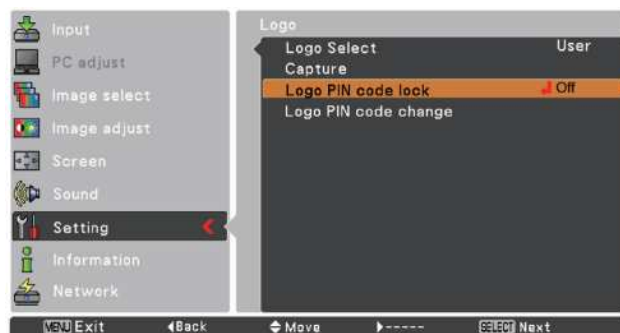 Input
PC adjust
Image select
Image adjust
Screen
Sound
Setting
Information
Network
Logo
Logo Select User
Capture
Logo PIN code lock Off
Logo PIN code change
MENU Exit Back Move ----- SELECT Next